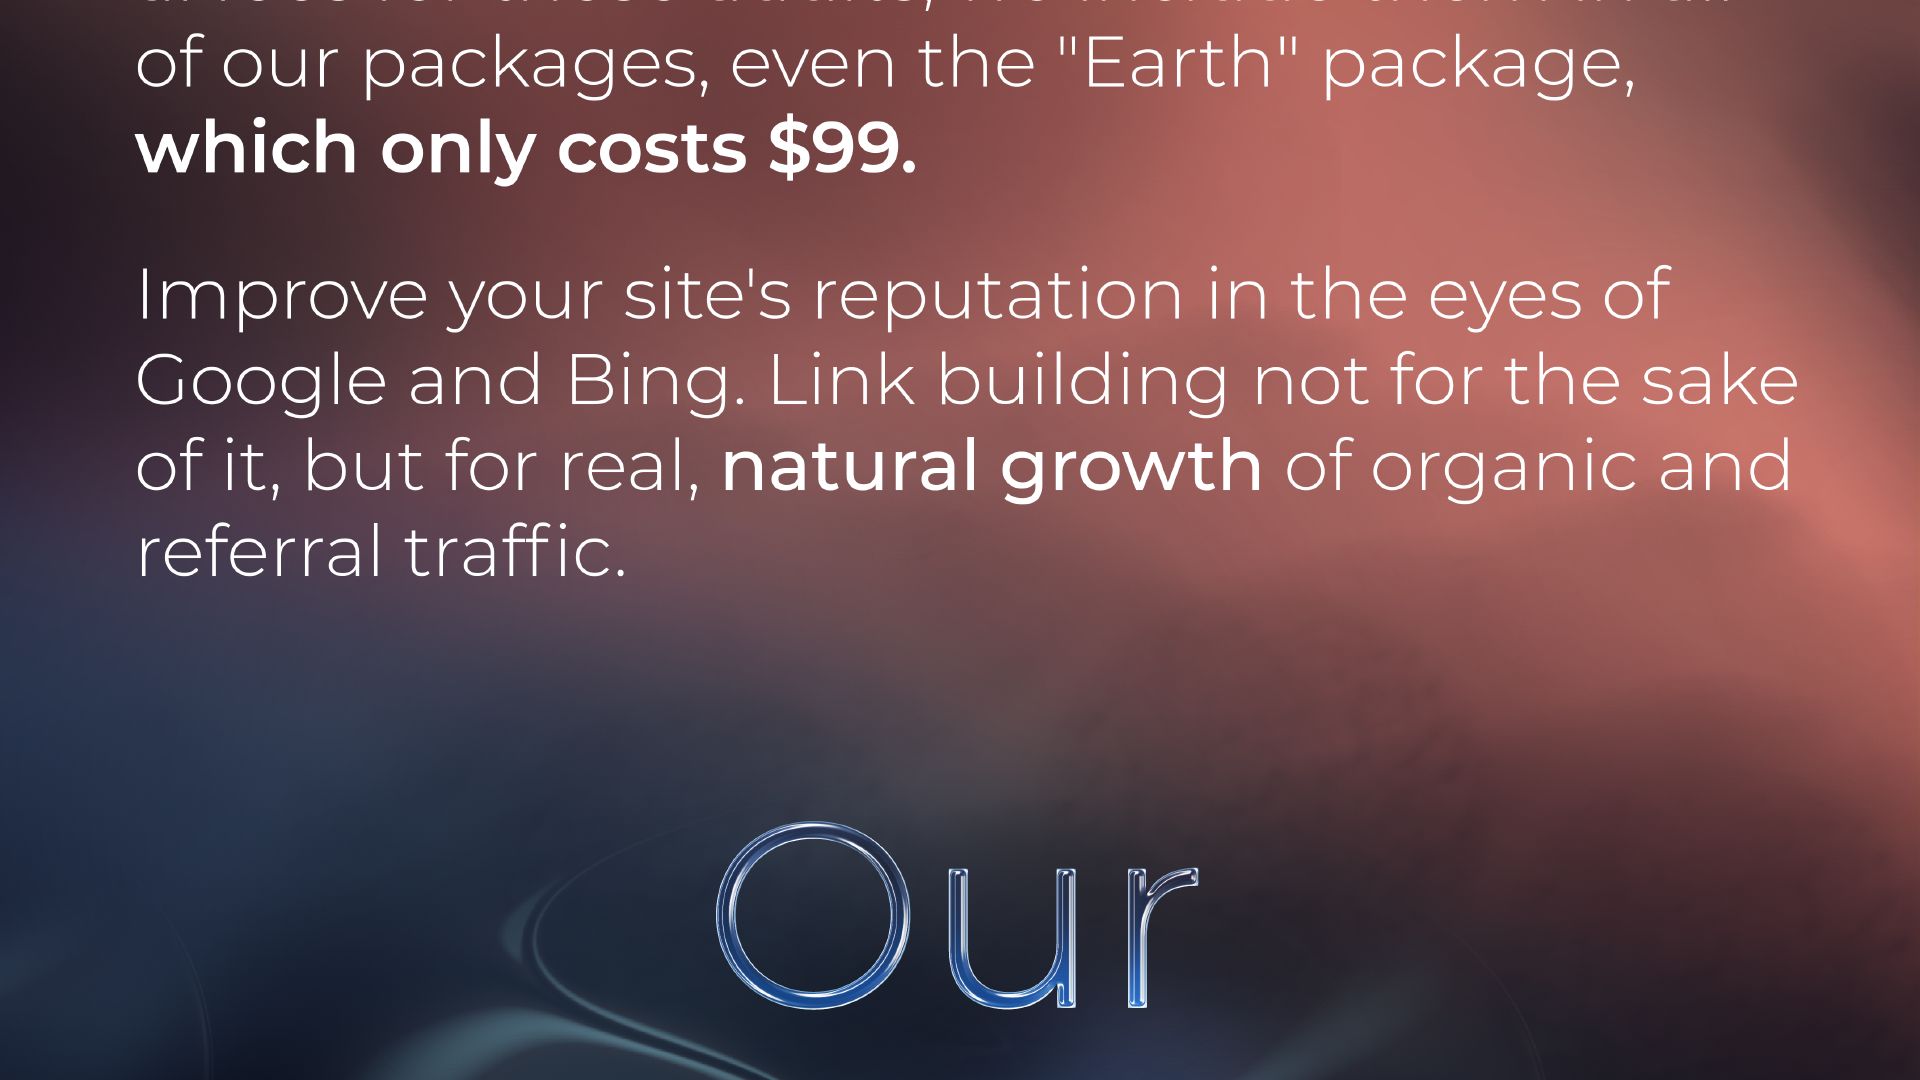 of our packages, even the "Earth" package,
which only costs $99.
Improve your site's reputation in the eyes of
Google and Bing. Link building not for the sake
of it, but for real, natural growth of organic and
referral traffic.
Our